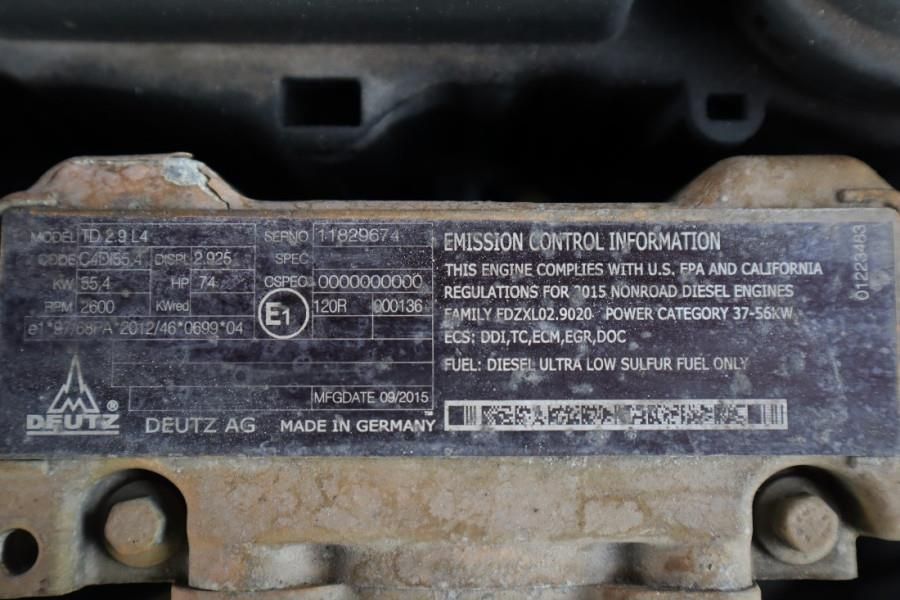 MODEL TD 2.9 L4 SERNO 11829674
CODE C4DI55,4 DISPL 2.925 SPEC
KW 55,4 HP 74 CSPEC 0000000000
RPM 2600 KWred E1 120R 000136
e1*97/68PA*2012/46*0699*04
MFGDATE 09/2015
DEUTZ® DEUTZ AG MADE IN GERMANY
EMISSION CONTROL INFORMATION
THIS ENGINE COMPLIES WITH U.S. EPA AND CALIFORNIA
REGULATIONS FOR 2015 NONROAD DIESEL ENGINES
FAMILY FDZXL02.9020 POWER CATEGORY 37-56KW
ECS: DDI,TC,ECM,EGR,DOC
FUEL: DIESEL ULTRA LOW SULFUR FUEL ONLY
01223483